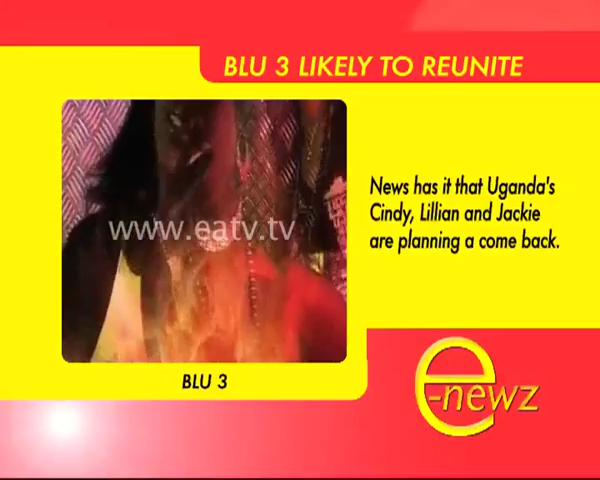 BLU 3 LIKELY TO REUNITE
www.eatv.tv
News has it that Uganda's
Cindy, Lillian and Jackie
are planning a come back.
BLU 3
e-newz